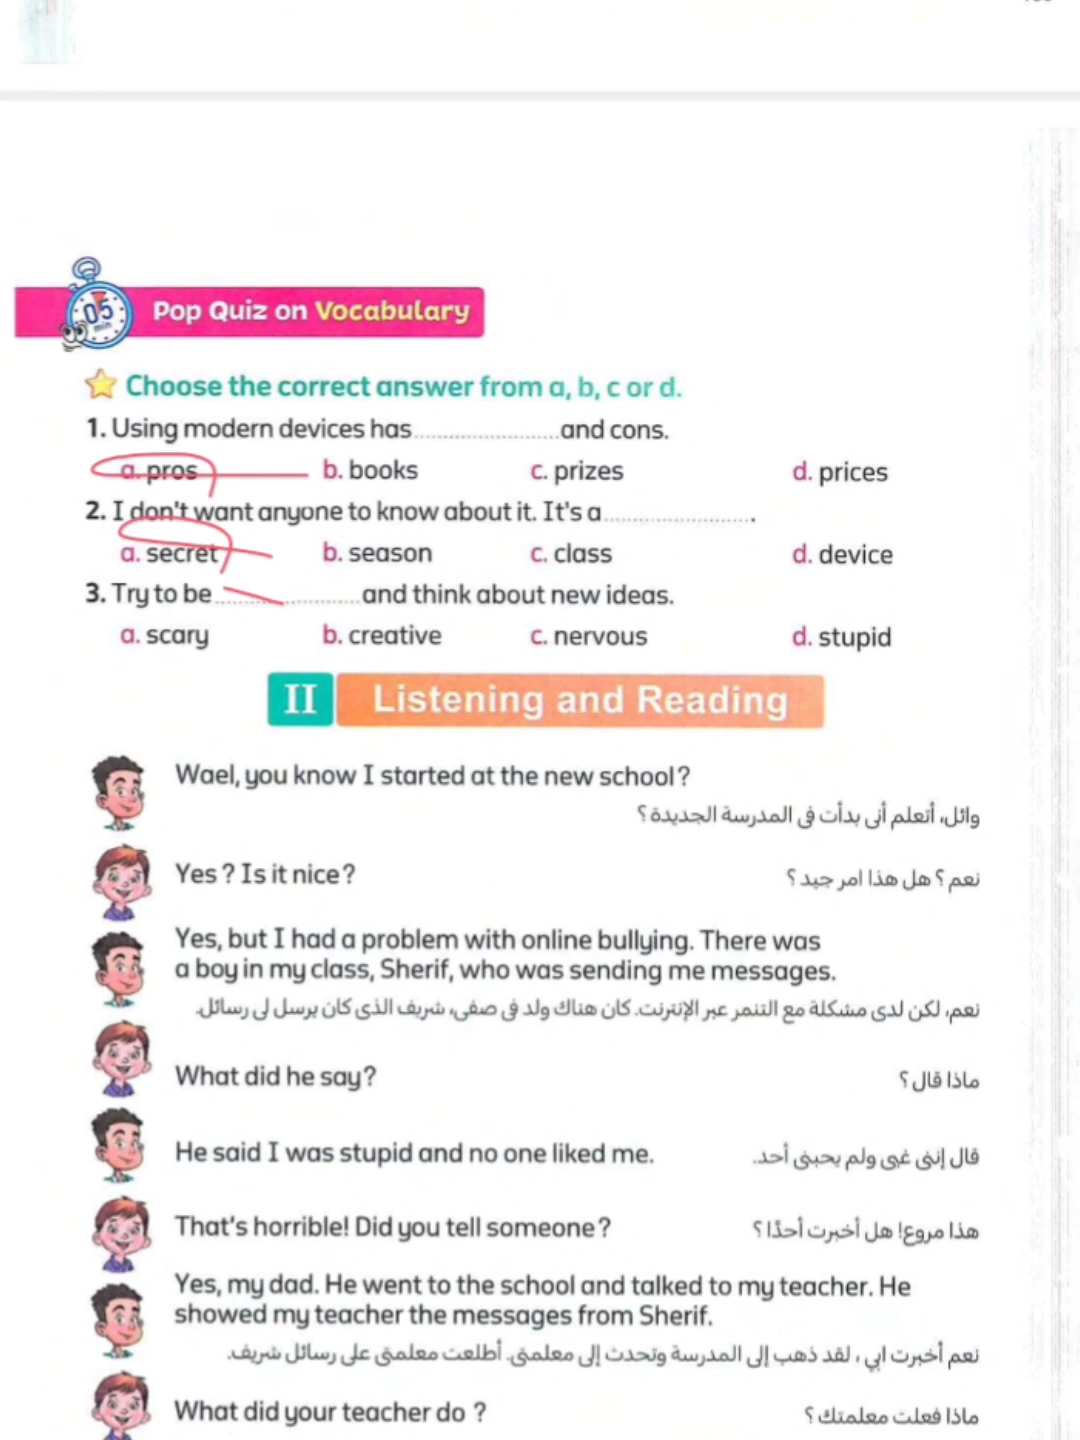 05
min
Pop Quiz on Vocabulary
Choose the correct answer from a, b, c or d.
1. Using modern devices has ..................... and cons.
a. pros b. books c. prizes d. prices
2. I don't want anyone to know about it. It's a ..................... .
a. secret b. season c. class d. device
3. Try to be ..................... and think about new ideas.
a. scary b. creative c. nervous d. stupid
II Listening and Reading
Wael, you know I started at the new school?
وائل، أتعلم أنى بدأت فى المدرسة الجديدة؟
Yes? Is it nice? نعم؟ هل هذا امر جيد؟
Yes, but I had a problem with online bullying. There was
a boy in my class, Sherif, who was sending me messages.
نعم، لكن لدى مشكلة مع التنمر عبر الإنترنت. كان هناك ولد فى صفى، شريف الذى كان يرسل لى رسائل.
What did he say? ماذا قال؟
He said I was stupid and no one liked me. قال إننى غبى ولم يحبنى أحد.
That's horrible! Did you tell someone? هذا مروع! هل أخبرت أحدًا؟
Yes, my dad. He went to the school and talked to my teacher. He
showed my teacher the messages from Sherif.
نعم أخبرت ابي، لقد ذهب إلى المدرسة وتحدث إلى معلمتى. أطلعت معلمتى على رسائل شريف.
What did your teacher do ? ماذا فعلت معلمتك؟